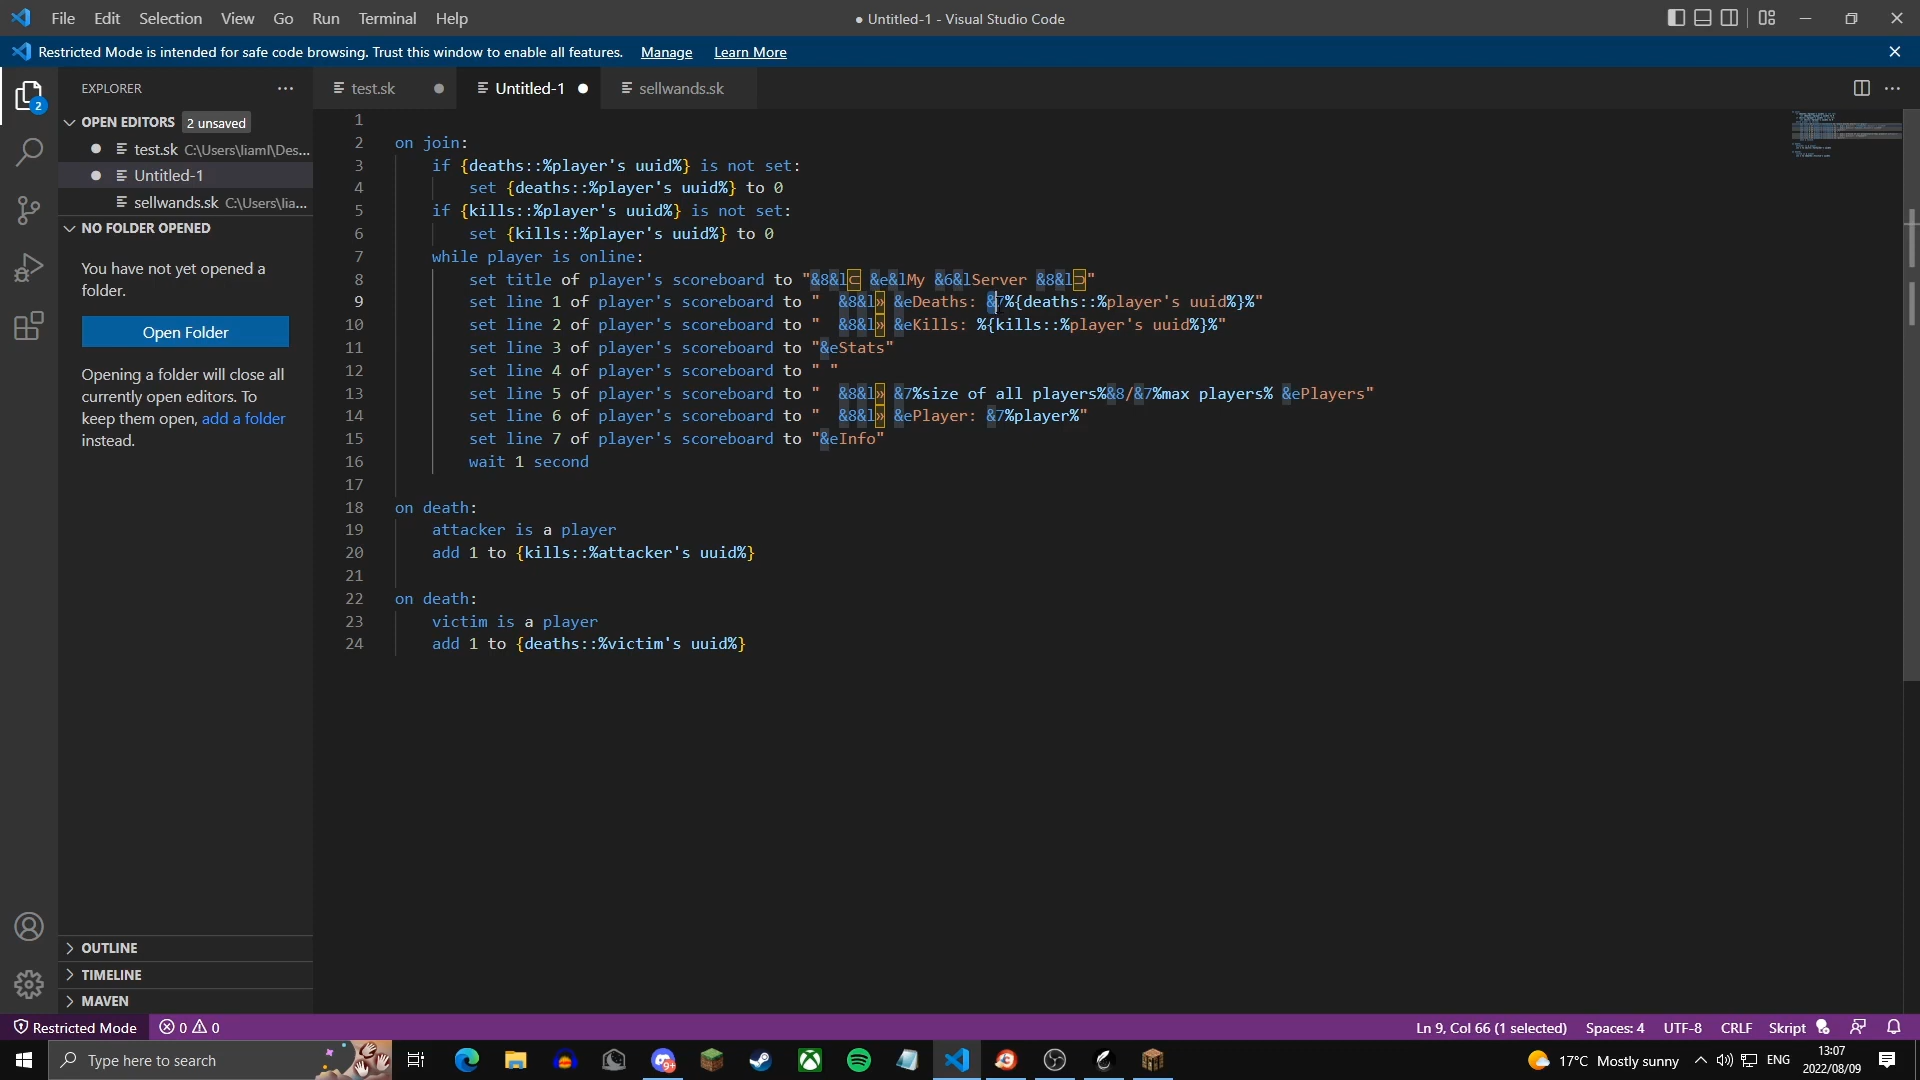 File Edit Selection View Go Run Terminal Help
● Untitled-1 - Visual Studio Code
Restricted Mode is intended for safe code browsing. Trust this window to enable all features. Manage Learn More
EXPLORER
OPEN EDITORS 2 unsaved
test.sk C:\Users\liaml\Des...
Untitled-1
sellwands.sk C:\Users\lia...
NO FOLDER OPENED
You have not yet opened a
folder.
Open Folder
Opening a folder will close all
currently open editors. To
keep them open, add a folder
instead.
OUTLINE
TIMELINE
MAVEN
2
test.sk Untitled-1 sellwands.sk
1
2 on join:
3 if {deaths::%player's uuid%} is not set:
4 set {deaths::%player's uuid%} to 0
5 if {kills::%player's uuid%} is not set:
6 set {kills::%player's uuid%} to 0
7 while player is online:
8 set title of player's scoreboard to "&8&l⊂ &e&lMy &6&lServer &8&l⊃"
9 set line 1 of player's scoreboard to "  &8&l» &eDeaths: &7%{deaths::%player's uuid%}%"
10 set line 2 of player's scoreboard to "  &8&l» &eKills: %{kills::%player's uuid%}%"
11 set line 3 of player's scoreboard to "&eStats"
12 set line 4 of player's scoreboard to " "
13 set line 5 of player's scoreboard to "  &8&l» &7%size of all players%&8/&7%max players% &ePlayers"
14 set line 6 of player's scoreboard to "  &8&l» &ePlayer: &7%player%"
15 set line 7 of player's scoreboard to "&eInfo"
16 wait 1 second
17
18 on death:
19 attacker is a player
20 add 1 to {kills::%attacker's uuid%}
21
22 on death:
23 victim is a player
24 add 1 to {deaths::%victim's uuid%}
Restricted Mode 0 0 Ln 9, Col 66 (1 selected) Spaces: 4 UTF-8 CRLF Skript
Type here to search
9+
17°C Mostly sunny ENG
13:07
2022/08/09